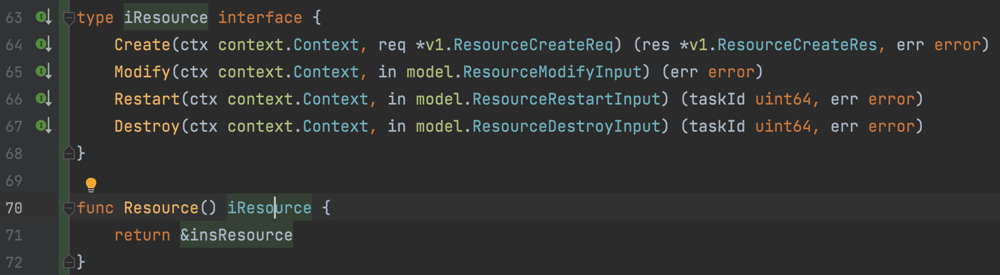 63 type iResource interface {
64 Create(ctx context.Context, req *v1.ResourceCreateReq) (res *v1.ResourceCreateRes, err error)
65 Modify(ctx context.Context, in model.ResourceModifyInput) (err error)
66 Restart(ctx context.Context, in model.ResourceRestartInput) (taskId uint64, err error)
67 Destroy(ctx context.Context, in model.ResourceDestroyInput) (taskId uint64, err error)
68 }
69
70 func Resource() iResource {
71 return &insResource
72 }